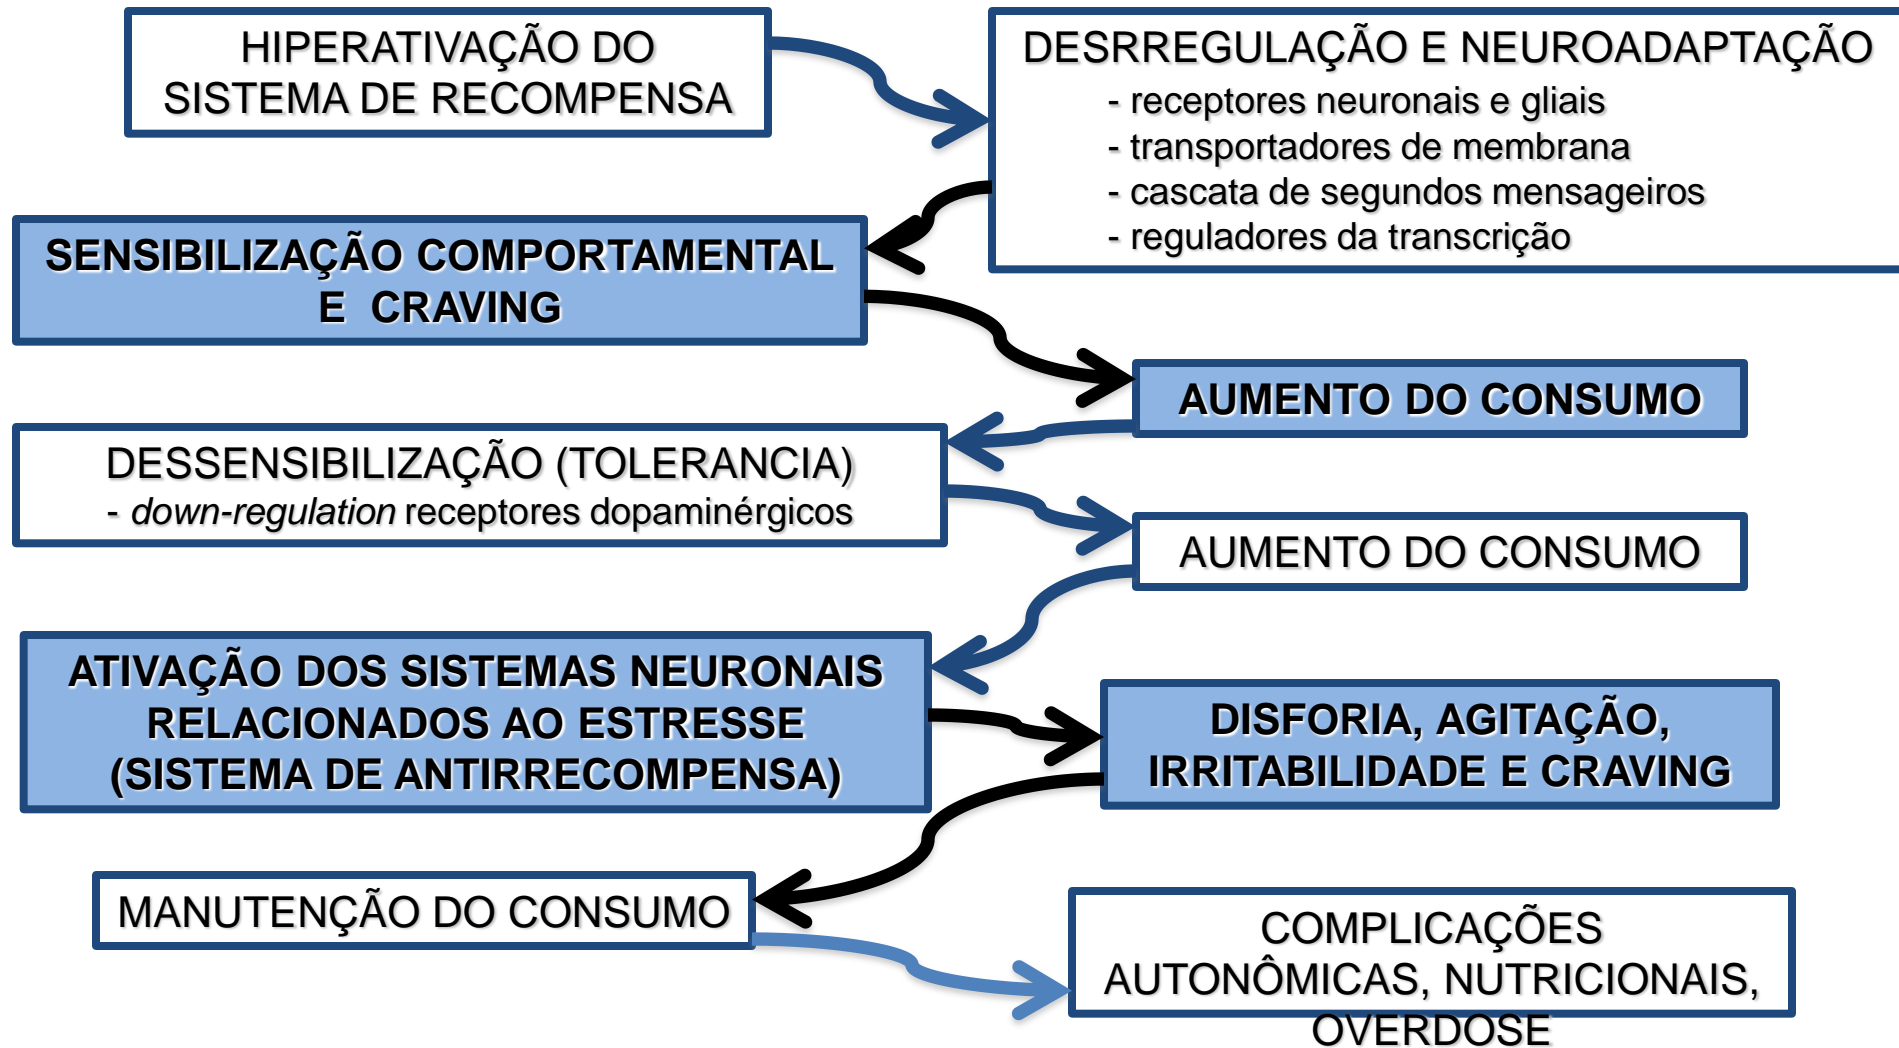 HIPERATIVAÇÃO DO
SISTEMA DE RECOMPENSA
DESRREGULAÇÃO E NEUROADAPTAÇÃO
- receptores neuronais e gliais
- transportadores de membrana
- cascata de segundos mensageiros
- reguladores da transcrição
SENSIBILIZAÇÃO COMPORTAMENTAL
E CRAVING
AUMENTO DO CONSUMO
DESSENSIBILIZAÇÃO (TOLERANCIA)
- down-regulation receptores dopaminérgicos
AUMENTO DO CONSUMO
ATIVAÇÃO DOS SISTEMAS NEURONAIS
RELACIONADOS AO ESTRESSE
(SISTEMA DE ANTIRRECOMPENSA)
DISFORIA, AGITAÇÃO,
IRRITABILIDADE E CRAVING
MANUTENÇÃO DO CONSUMO
COMPLICAÇÕES
AUTONÔMICAS, NUTRICIONAIS,
OVERDOSE